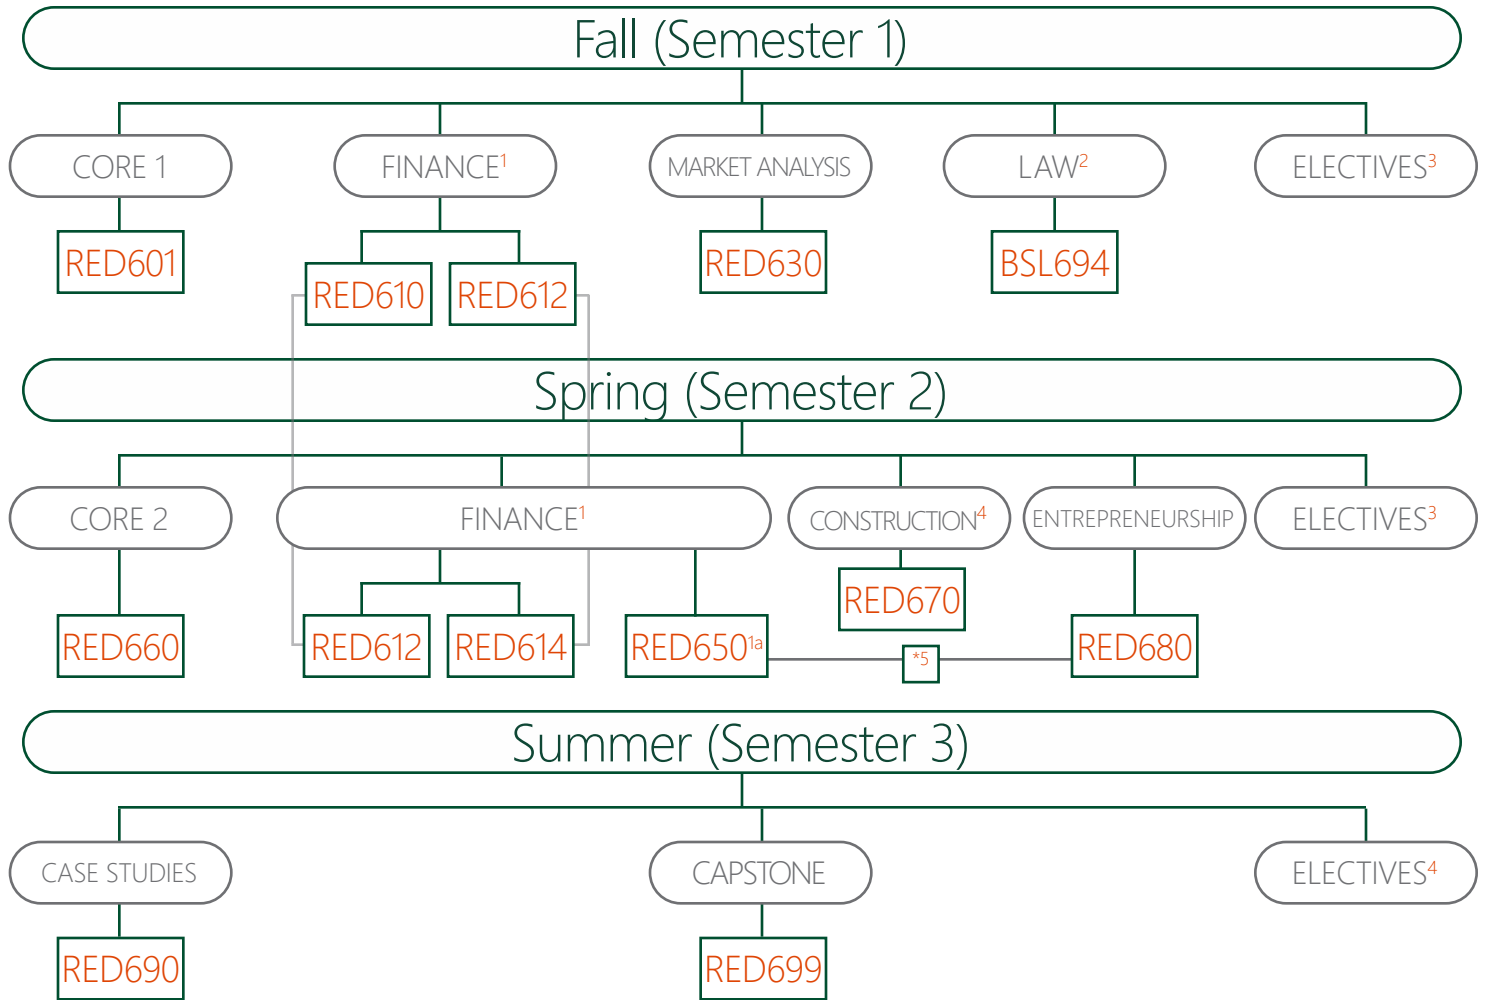 Fall (Semester 1)
CORE 1
FINANCE¹
MARKET ANALYSIS
LAW²
ELECTIVES³
RED601
RED610
RED612
RED630
BSL694
Spring (Semester 2)
CORE 2
FINANCE¹
CONSTRUCTION⁴
ENTREPRENEURSHIP
ELECTIVES³
RED660
RED612
RED614
RED650¹ᵃ
RED670
*5
RED680
Summer (Semester 3)
CASE STUDIES
CAPSTONE
ELECTIVES⁴
RED690
RED699